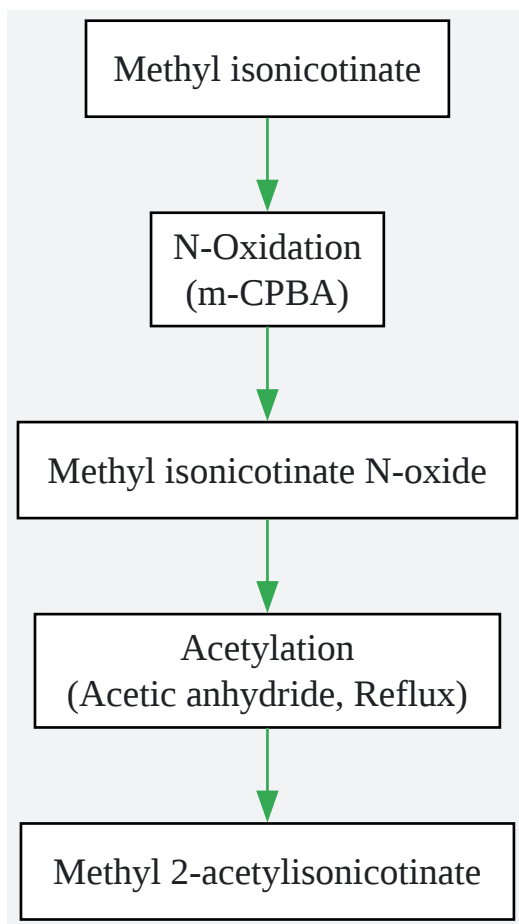 Methyl isonicotinate
N-Oxidation
(m-CPBA)
Methyl isonicotinate N-oxide
Acetylation
(Acetic anhydride, Reflux)
Methyl 2-acetylisonicotinate